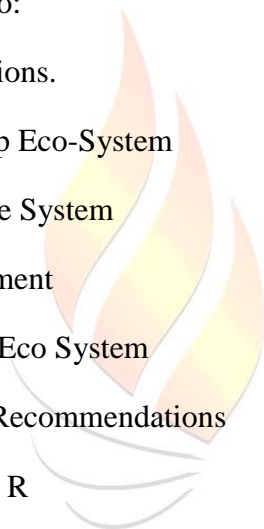 o:
ions.
p Eco-System
e System
ment
Eco System
Recommendations
R